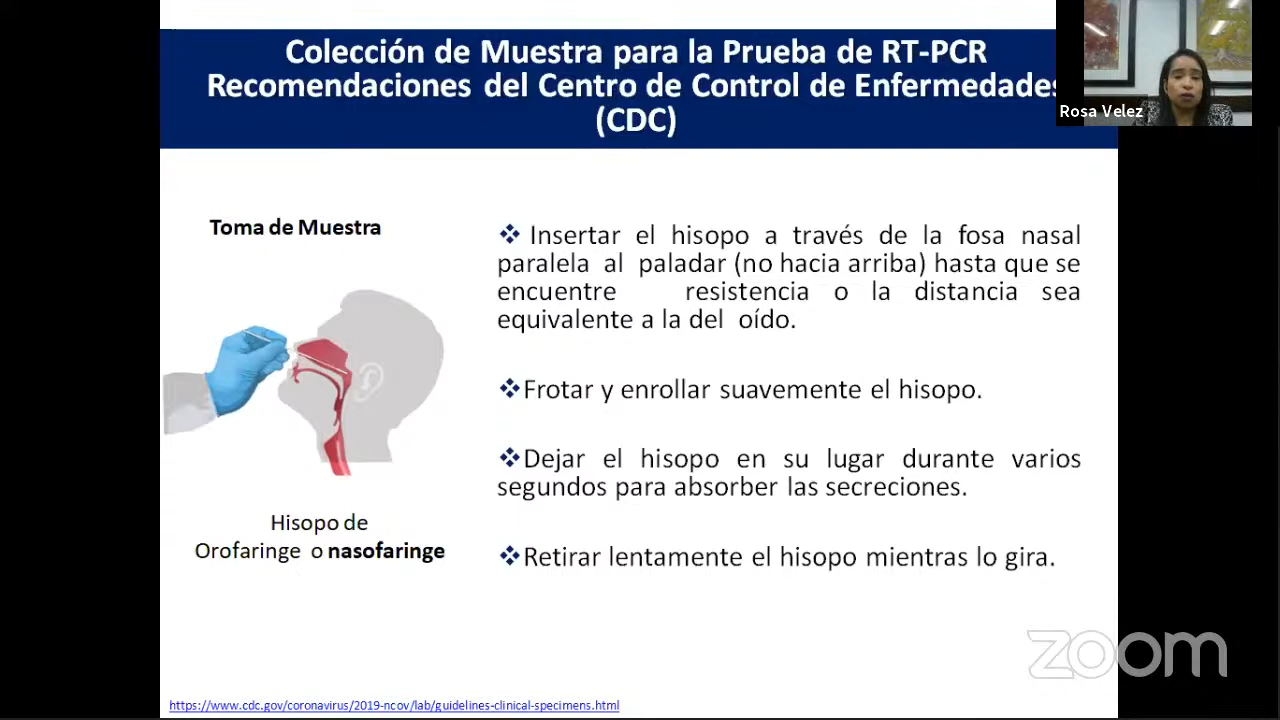 Colección de Muestra para la Prueba de RT-PCR
Recomendaciones del Centro de Control de Enfermedades
(CDC)
Rosa Velez
Toma de Muestra
Hisopo de
Orofaringe o nasofaringe
❖ Insertar el hisopo a través de la fosa nasal
paralela al paladar (no hacia arriba) hasta que se
encuentre resistencia o la distancia sea
equivalente a la del oído.
❖Frotar y enrollar suavemente el hisopo.
❖Dejar el hisopo en su lugar durante varios
segundos para absorber las secreciones.
❖Retirar lentamente el hisopo mientras lo gira.
zoom
https://www.cdc.gov/coronavirus/2019-ncov/lab/guidelines-clinical-specimens.html